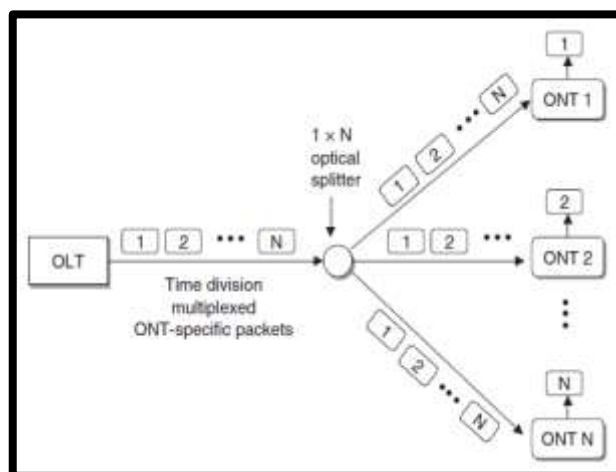 1
ONT 1
1 2 ••• N
1 × N
optical
splitter
2
OLT
1 2 ••• N
1 2 •••
ONT 2
Time division
multiplexed
ONT-specific packets
1 2 ••• N
N
ONT N